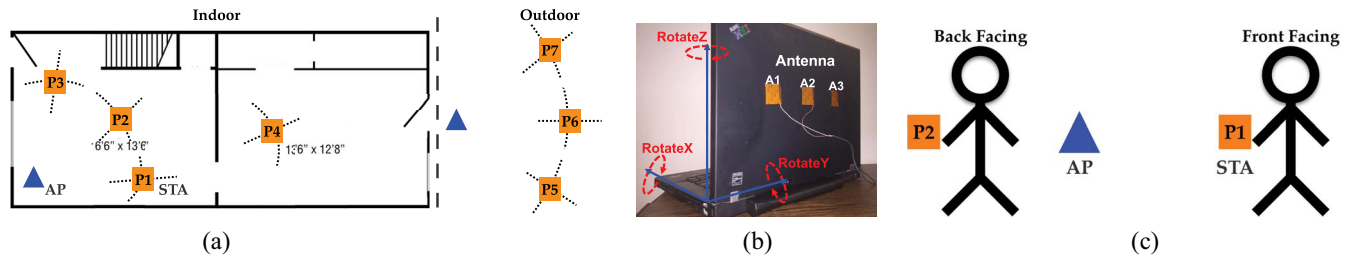 Indoor
Outdoor
P3
P2
6'6" x 13'6"
P1
AP
STA
P4
13'6" x 12'8"
P7
P6
P5
(a)
RotateZ
Antenna
A1
A2
A3
RotateX
RotateY
(b)
Back Facing
Front Facing
P2
AP
P1
STA
(c)